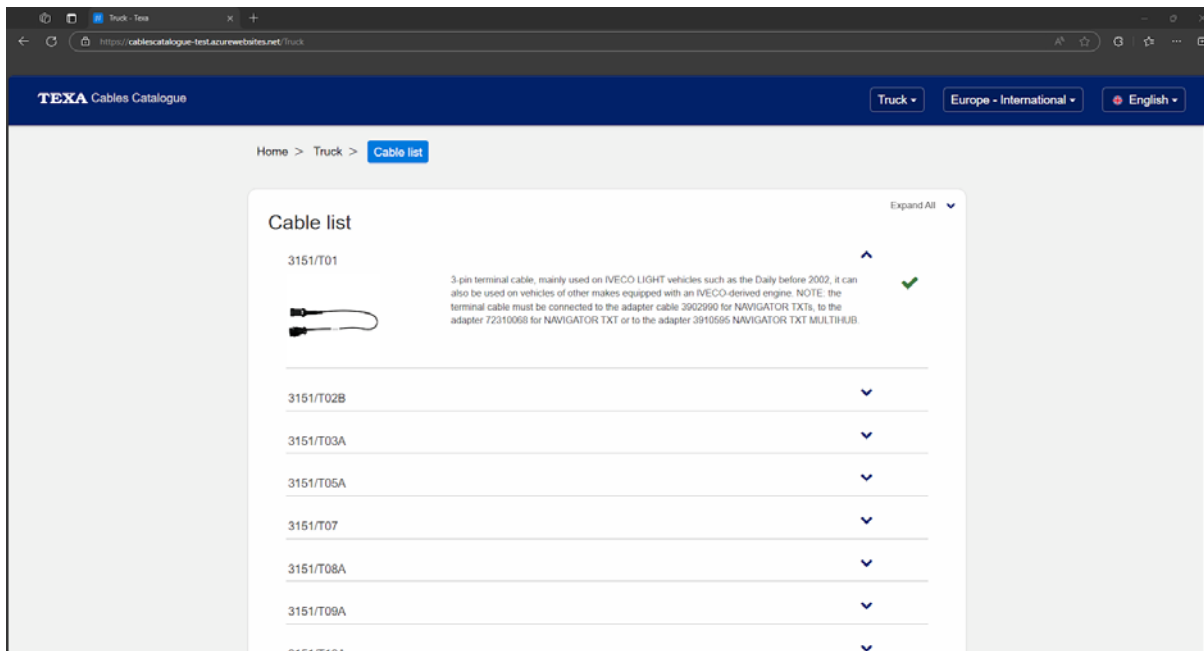 Truck - Texa
https://cablescatalogue-test.azurewebsites.net/Truck
TEXA Cables Catalogue
Truck
Europe - International
English
Home > Truck > Cable list
Expand All
Cable list
3151/T01
3-pin terminal cable, mainly used on IVECO LIGHT vehicles such as the Daily before 2002, it can
also be used on vehicles of other makes equipped with an IVECO-derived engine. NOTE: the
terminal cable must be connected to the adapter cable 3902990 for NAVIGATOR TXTs, to the
adapter 72310068 for NAVIGATOR TXT or to the adapter 3910595 NAVIGATOR TXT MULTIHUB.
3151/T02B
3151/T03A
3151/T05A
3151/T07
3151/T08A
3151/T09A